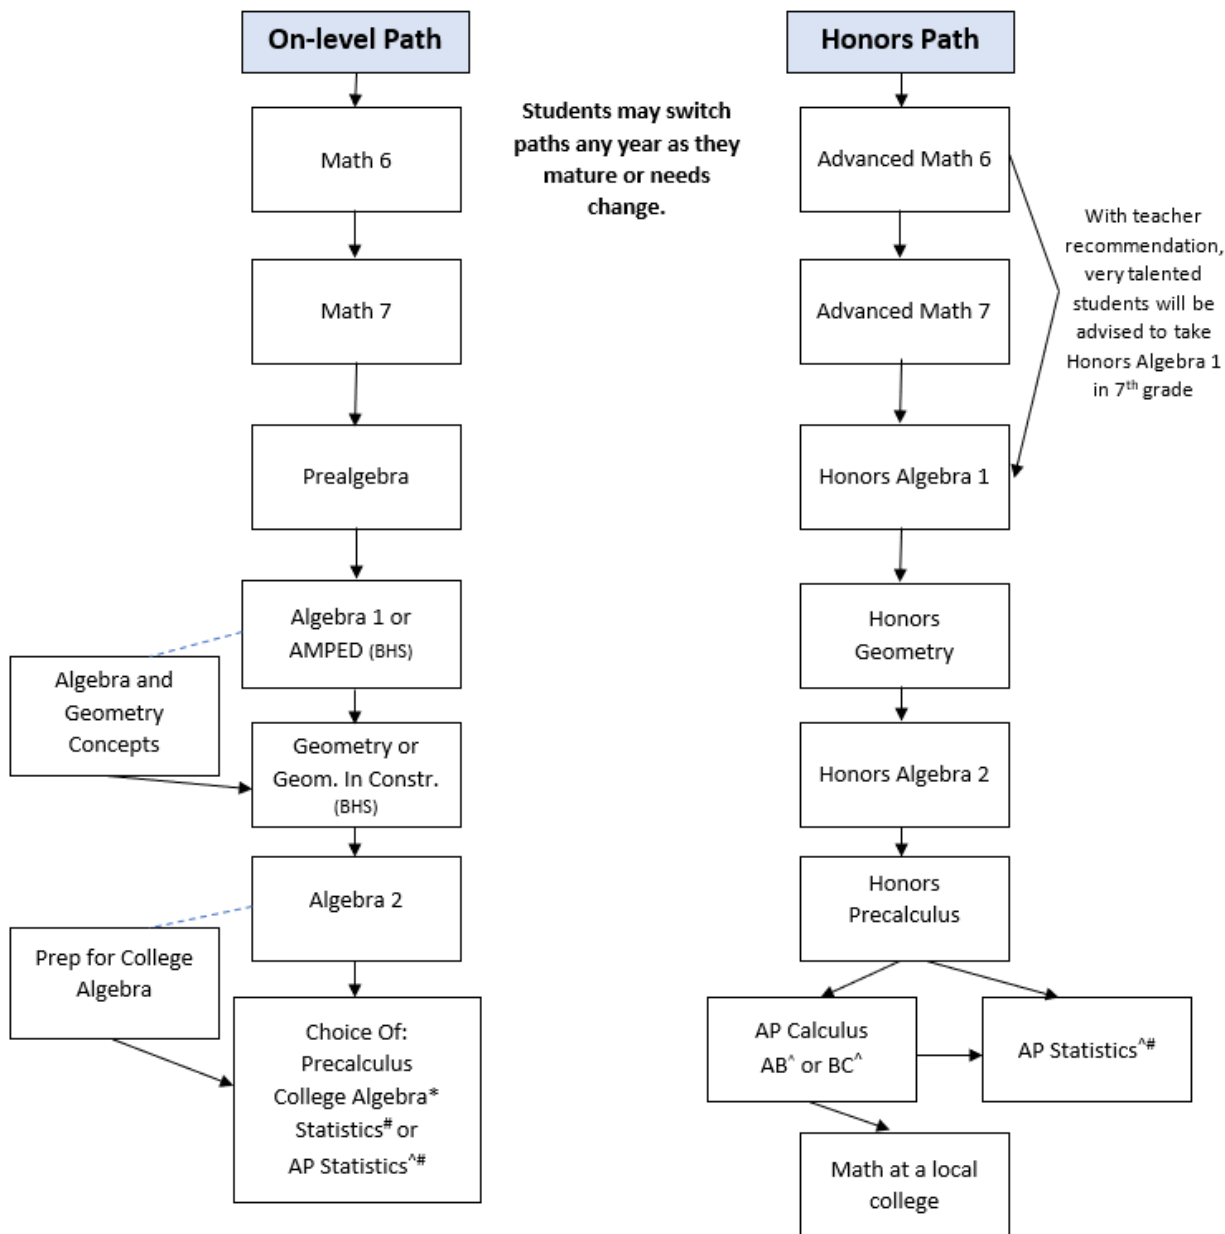 On-level Path
Honors Path
Students may switch
paths any year as they
mature or needs
change.
Math 6
Advanced Math 6
With teacher
recommendation,
very talented
students will be
advised to take
Honors Algebra 1
in 7th grade
Math 7
Advanced Math 7
Prealgebra
Honors Algebra 1
Algebra 1 or
AMPED (BHS)
Honors
Geometry
Algebra and
Geometry
Concepts
Geometry or
Geom. In Constr.
(BHS)
Honors Algebra 2
Algebra 2
Honors
Precalculus
Prep for College
Algebra
Choice Of:
Precalculus
College Algebra*
Statistics# or
AP Statistics^#
AP Calculus
AB^ or BC^
AP Statistics^#
Math at a local
college